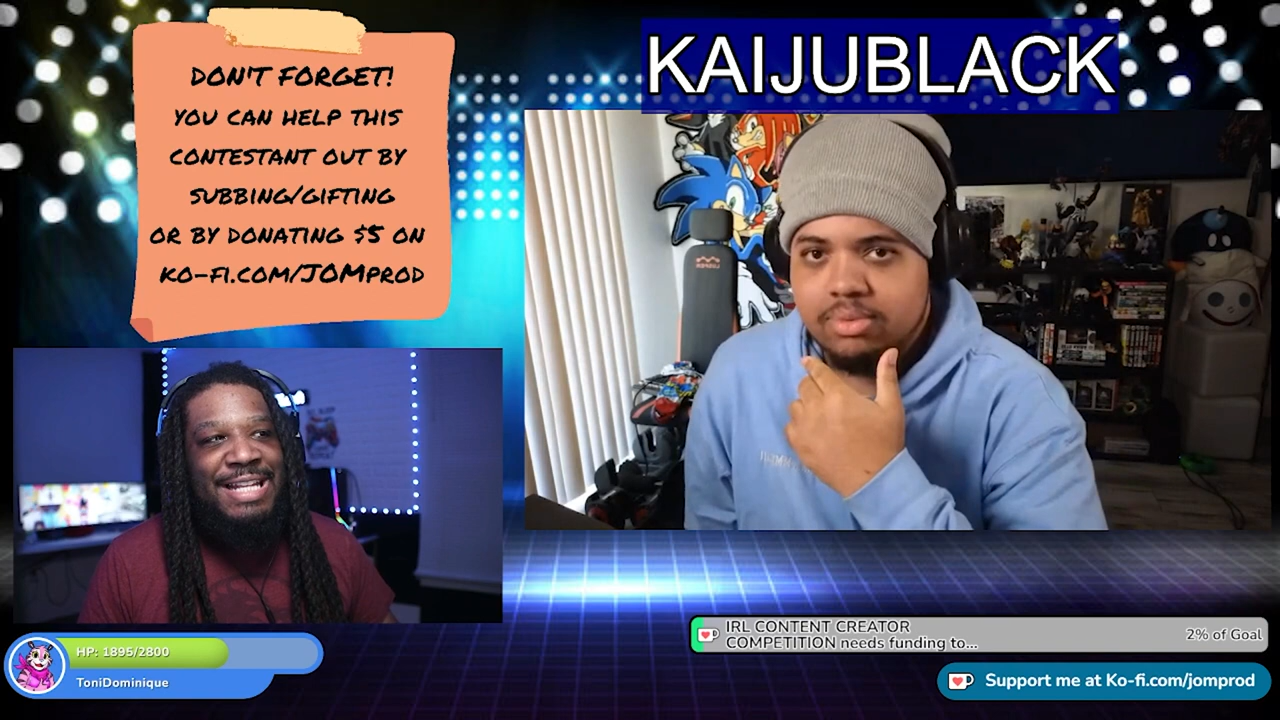 DON'T FORGET!
YOU CAN HELP THIS
CONTESTANT OUT BY
SUBBING/GIFTING
OR BY DONATING $5 ON
KO-FI.COM/JOMPROD
KAIJUBLACK
HP: 1895/2800
ToniDominique
IRL CONTENT CREATOR
COMPETITION needs funding to...
2% of Goal
Support me at Ko-fi.com/jomprod